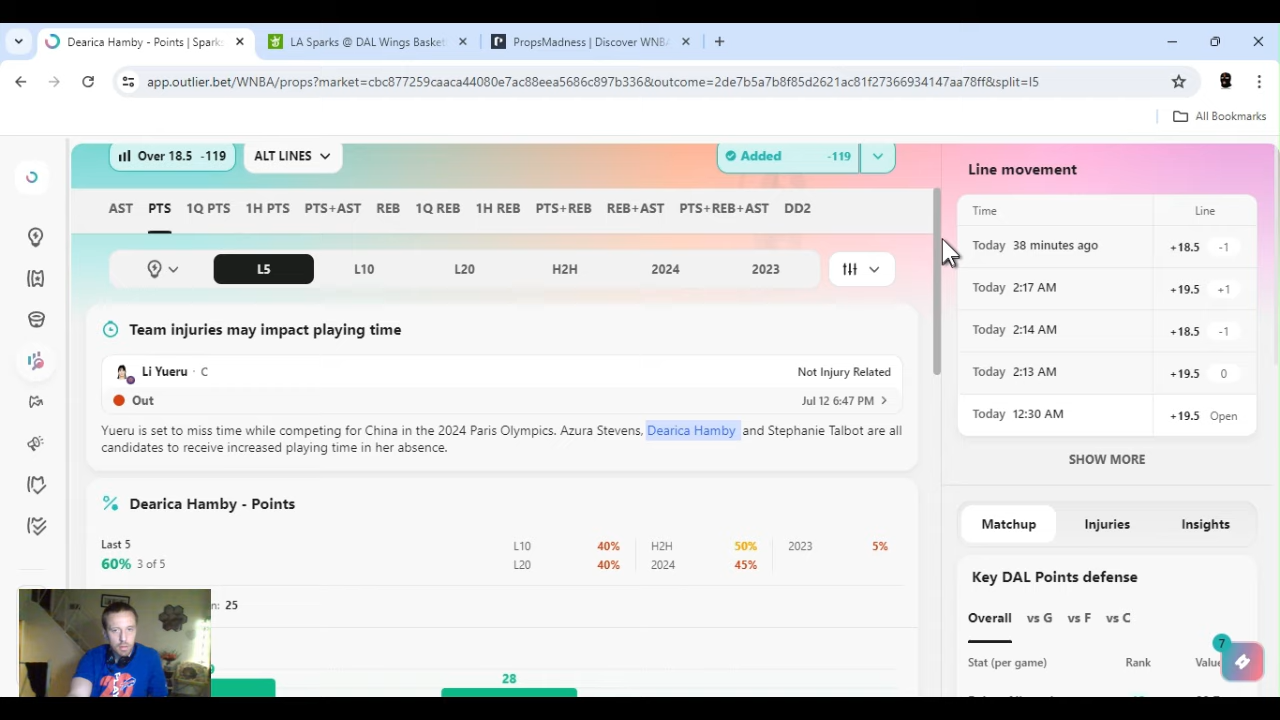 Dearica Hamby - Points | Sparks
LA Sparks @ DAL Wings Basket
PropsMadness | Discover WNBA
app.outlier.bet/WNBA/props?market=cbc877259caaca44080e7ac88eea5686c897b336&outcome=2de7b5a7b8f85d2621ac81f27366934147aa78ff&split=l5
All Bookmarks
Over 18.5 -119
ALT LINES
Added -119
AST PTS 1Q PTS 1H PTS PTS+AST REB 1Q REB 1H REB PTS+REB REB+AST PTS+REB+AST DD2
L5 L10 L20 H2H 2024 2023
Team injuries may impact playing time
Li Yueru · C Not Injury Related
Out Jul 12 6:47 PM
Yueru is set to miss time while competing for China in the 2024 Paris Olympics. Azura Stevens, Dearica Hamby and Stephanie Talbot are all
candidates to receive increased playing time in her absence.
Dearica Hamby - Points
Last 5
60% 3 of 5
L10 40% H2H 50% 2023 5%
L20 40% 2024 45%
n: 25
28
Line movement
Time Line
Today 38 minutes ago +18.5 -1
Today 2:17 AM +19.5 +1
Today 2:14 AM +18.5 -1
Today 2:13 AM +19.5 0
Today 12:30 AM +19.5 Open
SHOW MORE
Matchup Injuries Insights
Key DAL Points defense
Overall vs G vs F vs C
7
Stat (per game) Rank Value